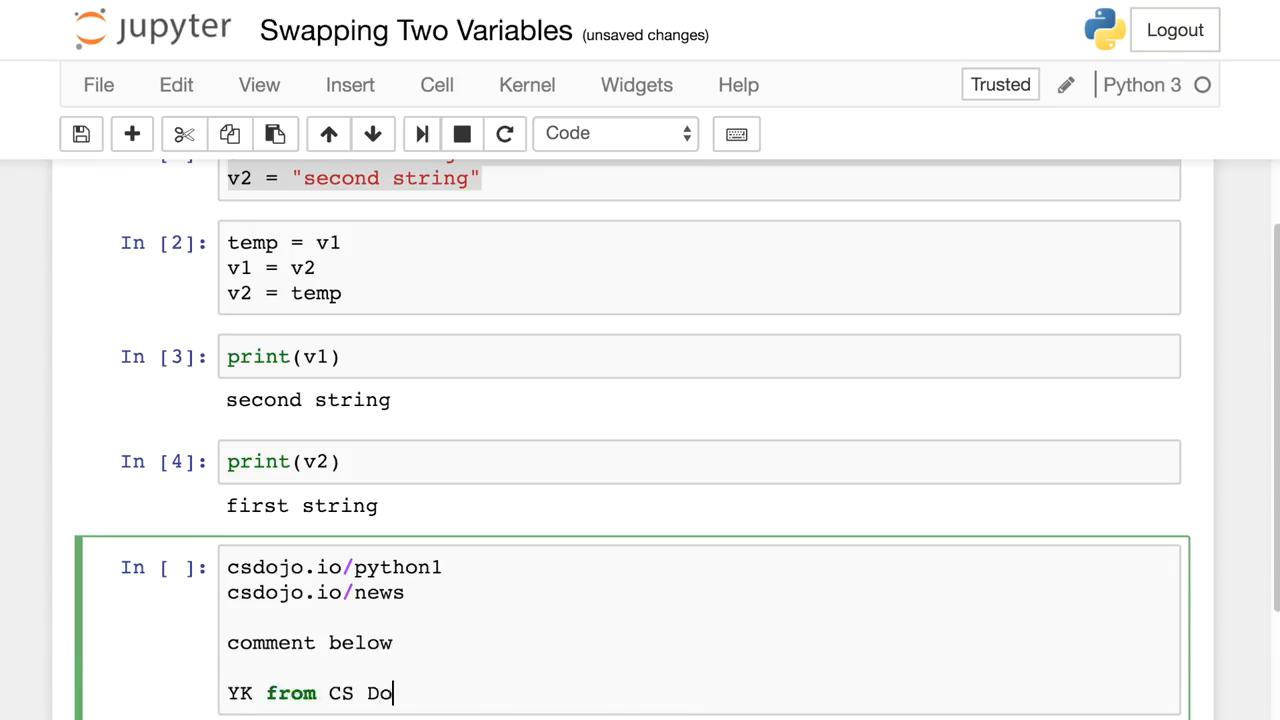 jupyter Swapping Two Variables (unsaved changes) Logout
File Edit View Insert Cell Kernel Widgets Help Trusted Python 3
Code
v2 = "second string"
In [2]: temp = v1
v1 = v2
v2 = temp
In [3]: print(v1)
second string
In [4]: print(v2)
first string
In [ ]: csdojo.io/python1
csdojo.io/news
comment below
YK from CS Do